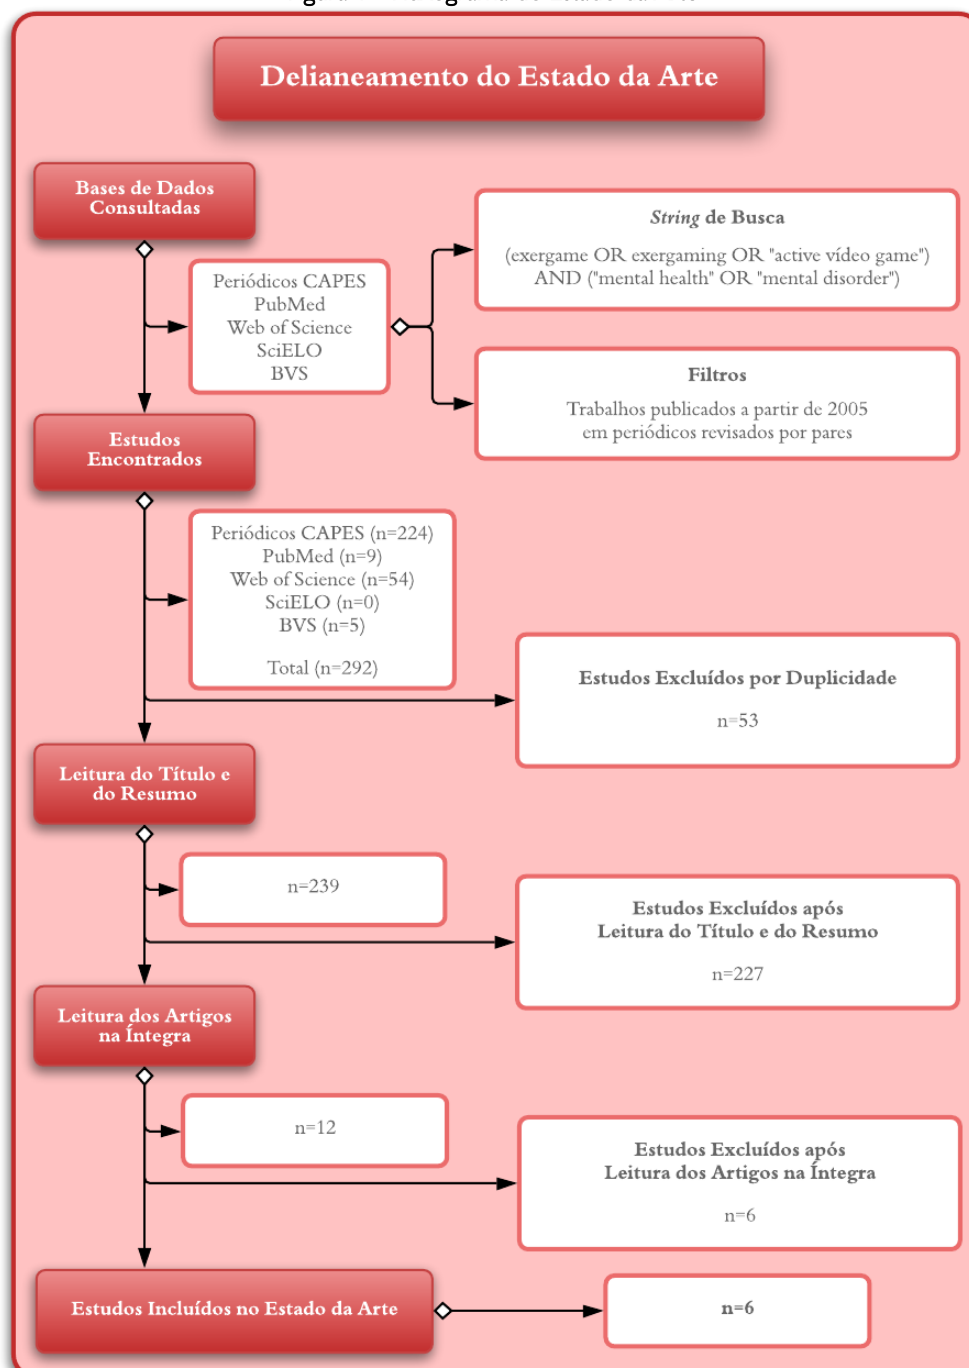 Delianeamento do Estado da Arte
Bases de Dados
Consultadas
Periódicos CAPES
PubMed
Web of Science
SciELO
BVS
String de Busca
(exergame OR exergaming OR "active vídeo game")
AND ("mental health" OR "mental disorder")
Filtros
Trabalhos publicados a partir de 2005
em periódicos revisados por pares
Estudos
Encontrados
Periódicos CAPES (n=224)
PubMed (n=9)
Web of Science (n=54)
SciELO (n=0)
BVS (n=5)
Total (n=292)
Estudos Excluídos por Duplicidade
n=53
Leitura do Título e
do Resumo
n=239
Estudos Excluídos após
Leitura do Título e do Resumo
n=227
Leitura dos Artigos
na Íntegra
n=12
Estudos Excluídos após
Leitura dos Artigos na Íntegra
n=6
Estudos Incluídos no Estado da Arte
n=6